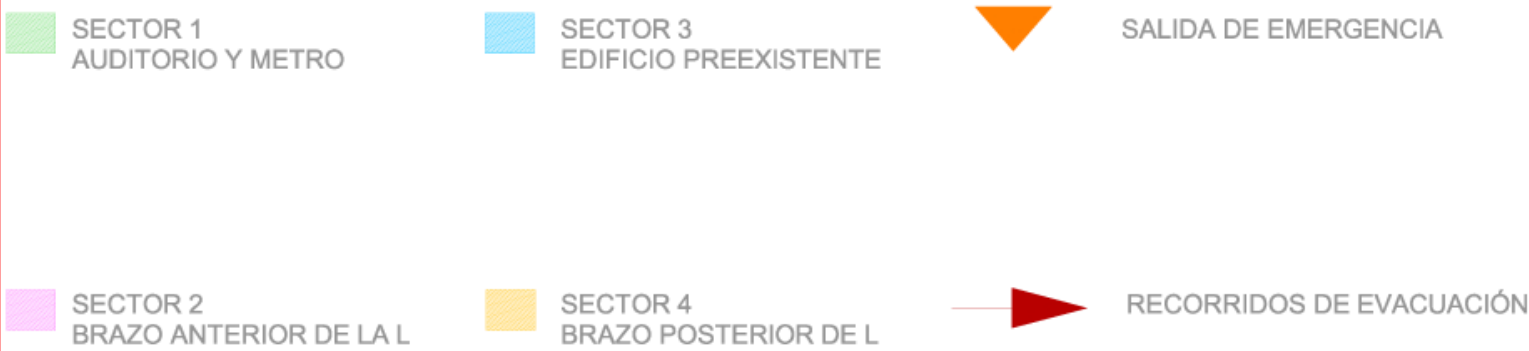 SECTOR 1
AUDITORIO Y METRO
SECTOR 3
EDIFICIO PREEXISTENTE
SALIDA DE EMERGENCIA
SECTOR 2
BRAZO ANTERIOR DE LA L
SECTOR 4
BRAZO POSTERIOR DE L
RECORRIDOS DE EVACUACIÓN